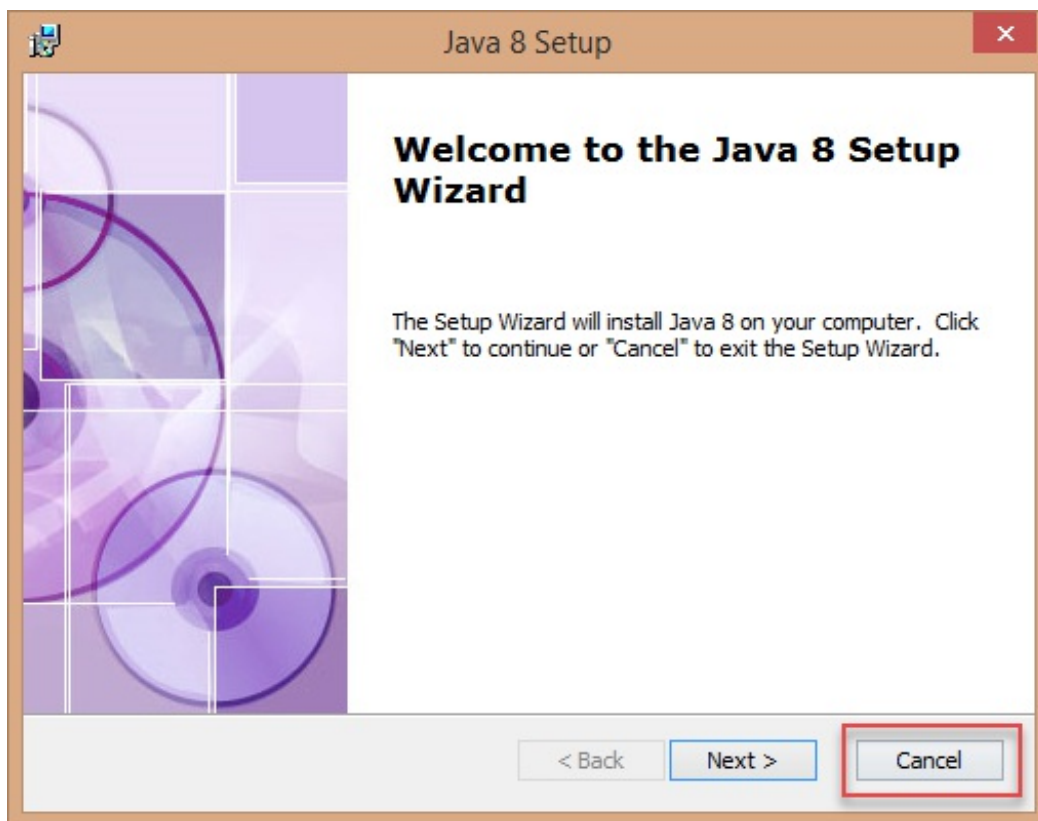 Java 8 Setup
Welcome to the Java 8 Setup
Wizard
The Setup Wizard will install Java 8 on your computer. Click
"Next" to continue or "Cancel" to exit the Setup Wizard.
< Back Next > Cancel